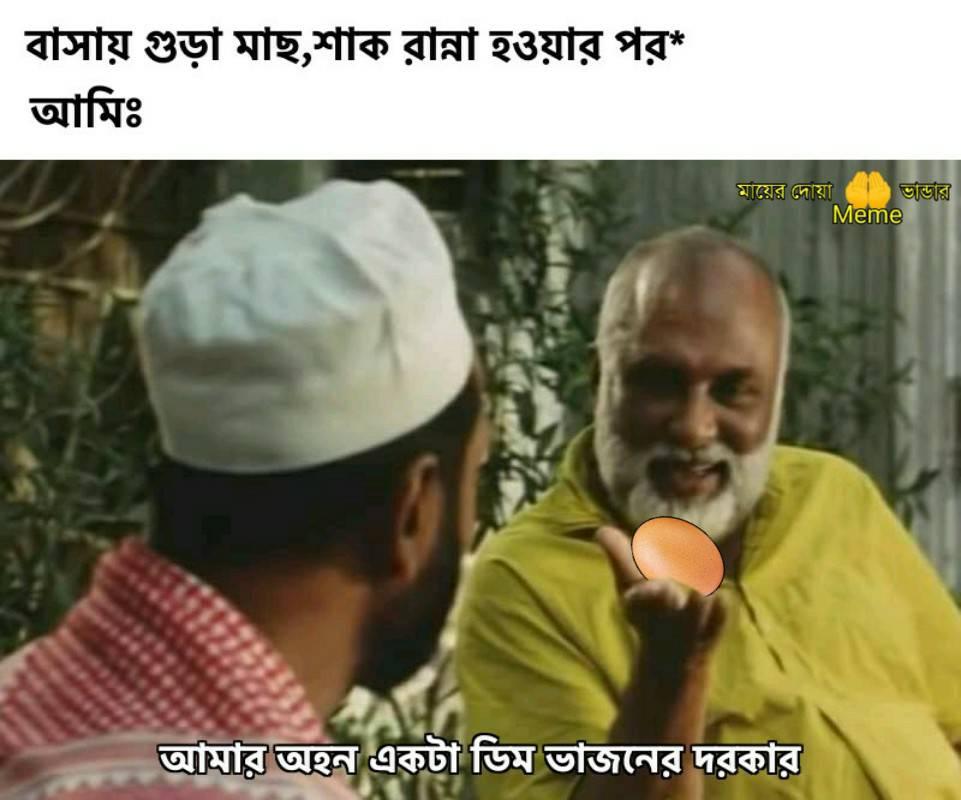 বাসায় গুড়া মাছ,শাক রান্না হওয়ার পর*
আমিঃ
মায়ের দোয়া 🤲 ভান্ডার
Meme
আমার অহন একটা ডিম ভাজনের দরকার